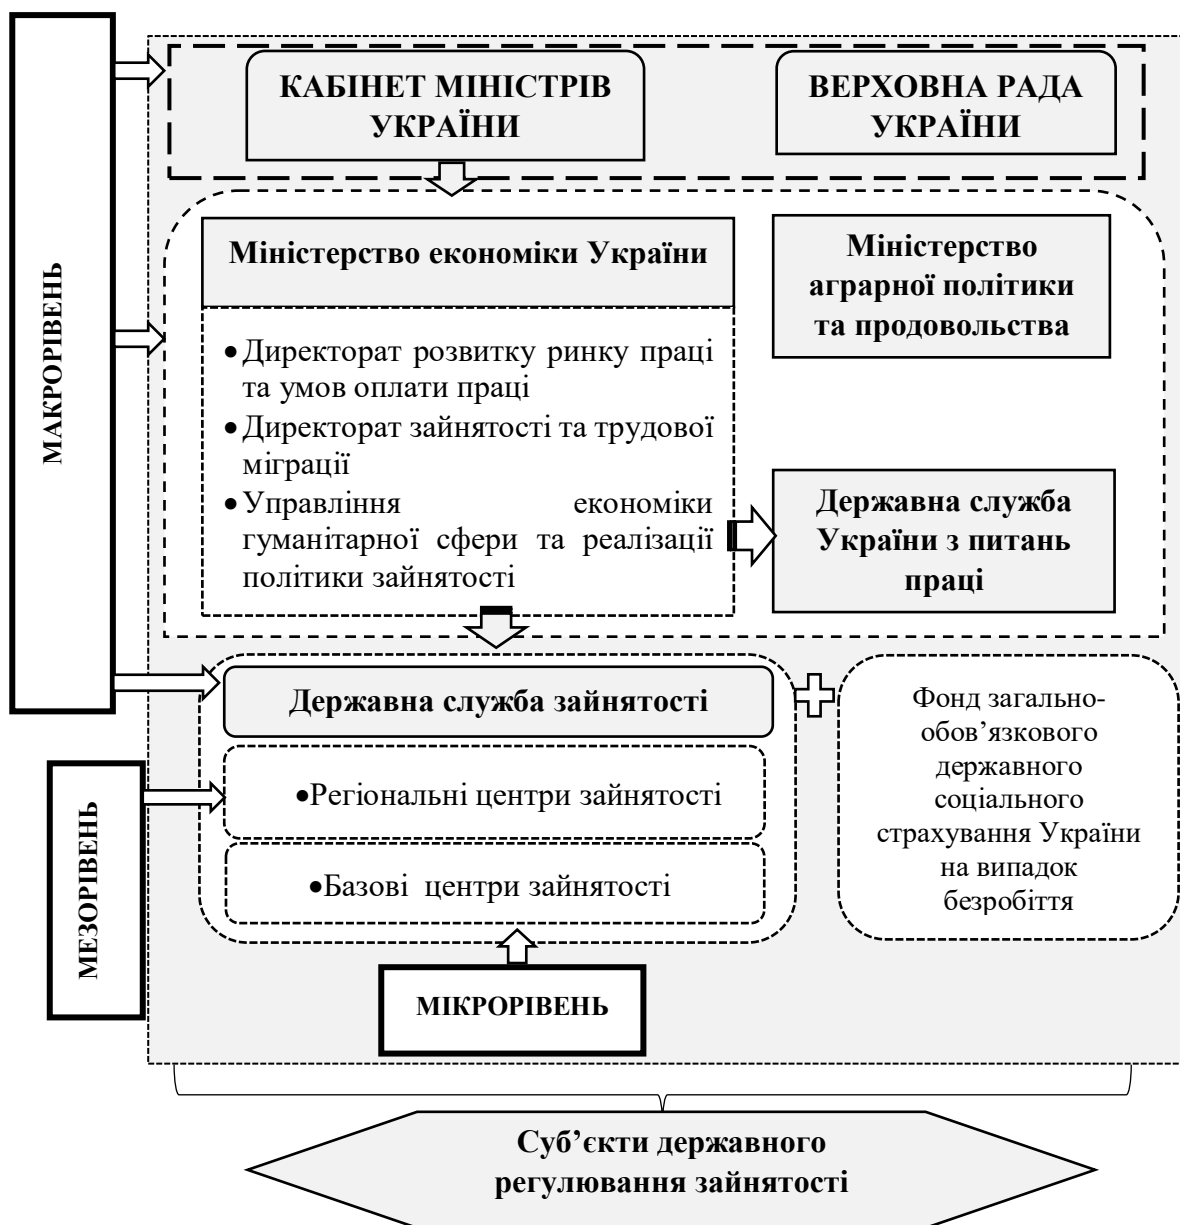 МАКРОРІВЕНЬ
КАБІНЕТ МІНІСТРІВ
УКРАЇНИ
ВЕРХОВНА РАДА
УКРАЇНИ
Міністерство економіки України
•Директорат розвитку ринку праці
та умов оплати праці
•Директорат зайнятості та трудової
міграції
•Управління економіки
гуманітарної сфери та реалізації
політики зайнятості
Міністерство
аграрної політики
та продовольства
Державна служба
України з питань
праці
Державна служба зайнятості
•Регіональні центри зайнятості
•Базові центри зайнятості
Фонд загально-
обов’язкового
державного
соціального
страхування України
на випадок
безробіття
МЕЗОРІВЕНЬ
МІКРОРІВЕНЬ
Суб’єкти державного
регулювання зайнятості